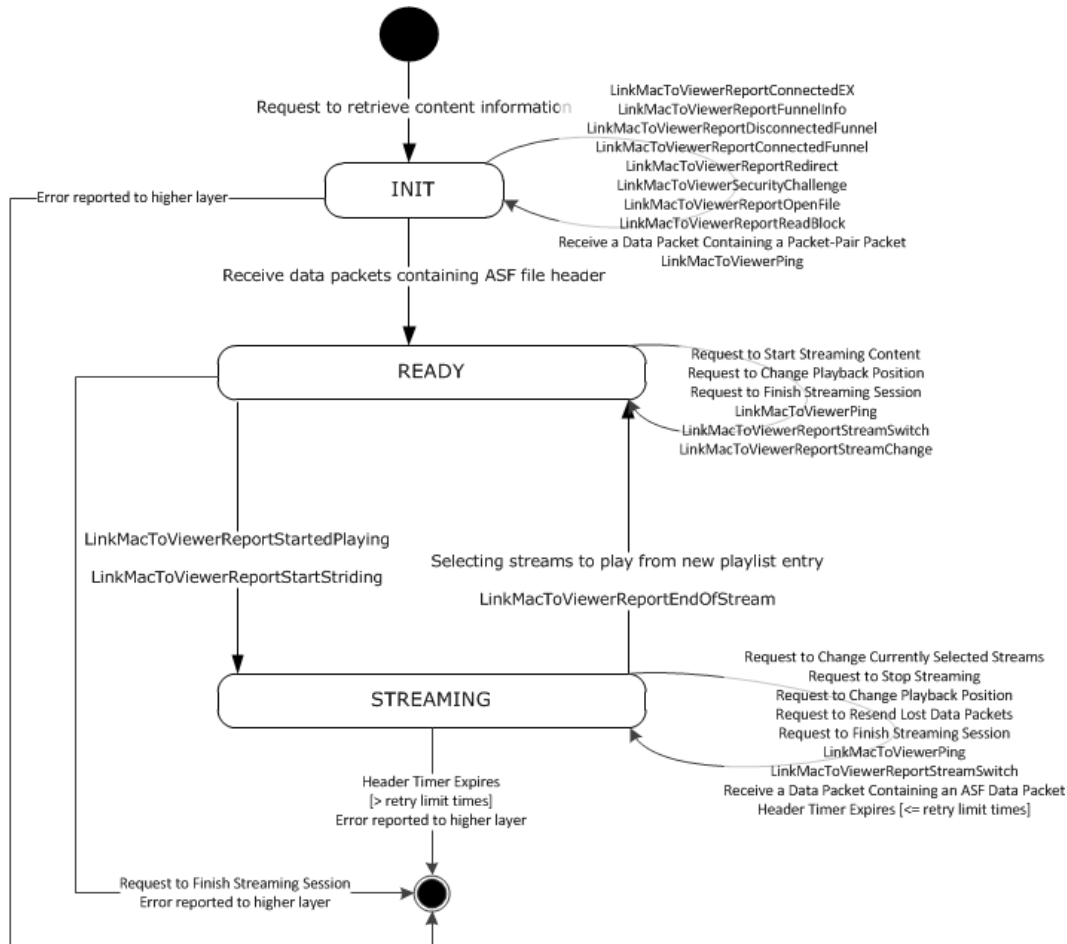 Request to retrieve content information
LinkMacToViewerReportConnectedEX
LinkMacToViewerReportFunnelInfo
LinkMacToViewerReportDisconnectedFunnel
LinkMacToViewerReportConnectedFunnel
LinkMacToViewerReportRedirect
LinkMacToViewerSecurityChallenge
LinkMacToViewerReportOpenFile
LinkMacToViewerReportReadBlock
Receive a Data Packet Containing a Packet-Pair Packet
LinkMacToViewerPing
INIT
Error reported to higher layer
Receive data packets containing ASF file header
READY
Request to Start Streaming Content
Request to Change Playback Position
Request to Finish Streaming Session
LinkMacToViewerPing
LinkMacToViewerReportStreamSwitch
LinkMacToViewerReportStreamChange
LinkMacToViewerReportStartedPlaying
LinkMacToViewerReportStartStriding
Selecting streams to play from new playlist entry
LinkMacToViewerReportEndOfStream
STREAMING
Request to Change Currently Selected Streams
Request to Stop Streaming
Request to Change Playback Position
Request to Resend Lost Data Packets
Request to Finish Streaming Session
LinkMacToViewerPing
LinkMacToViewerReportStreamSwitch
Receive a Data Packet Containing an ASF Data Packet
Header Timer Expires [<= retry limit times]
Header Timer Expires
[> retry limit times]
Error reported to higher layer
Request to Finish Streaming Session
Error reported to higher layer